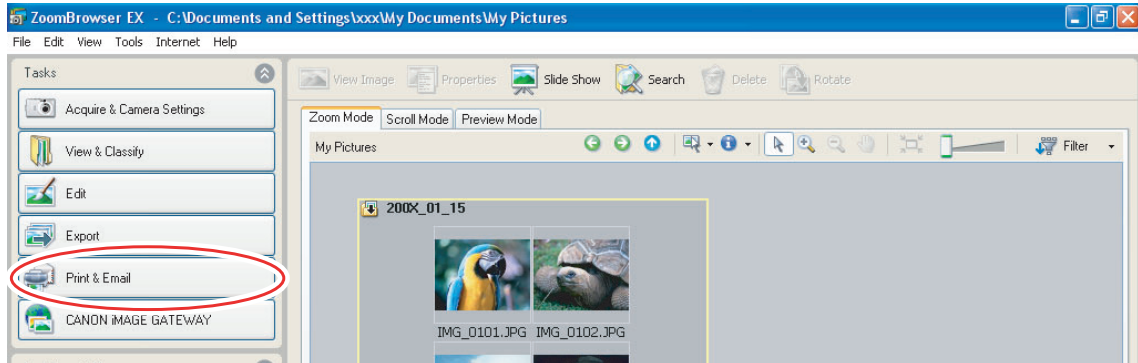 ZoomBrowser EX - C:\Documents and Settings\xxx\My Documents\My Pictures
File Edit View Tools Internet Help
Tasks
View Image Properties Slide Show Search Delete Rotate
Acquire & Camera Settings
Zoom Mode Scroll Mode Preview Mode
View & Classify
My Pictures
Filter
Edit
200X_01_15
Export
Print & Email
CANON iMAGE GATEWAY
IMG_0101.JPG IMG_0102.JPG